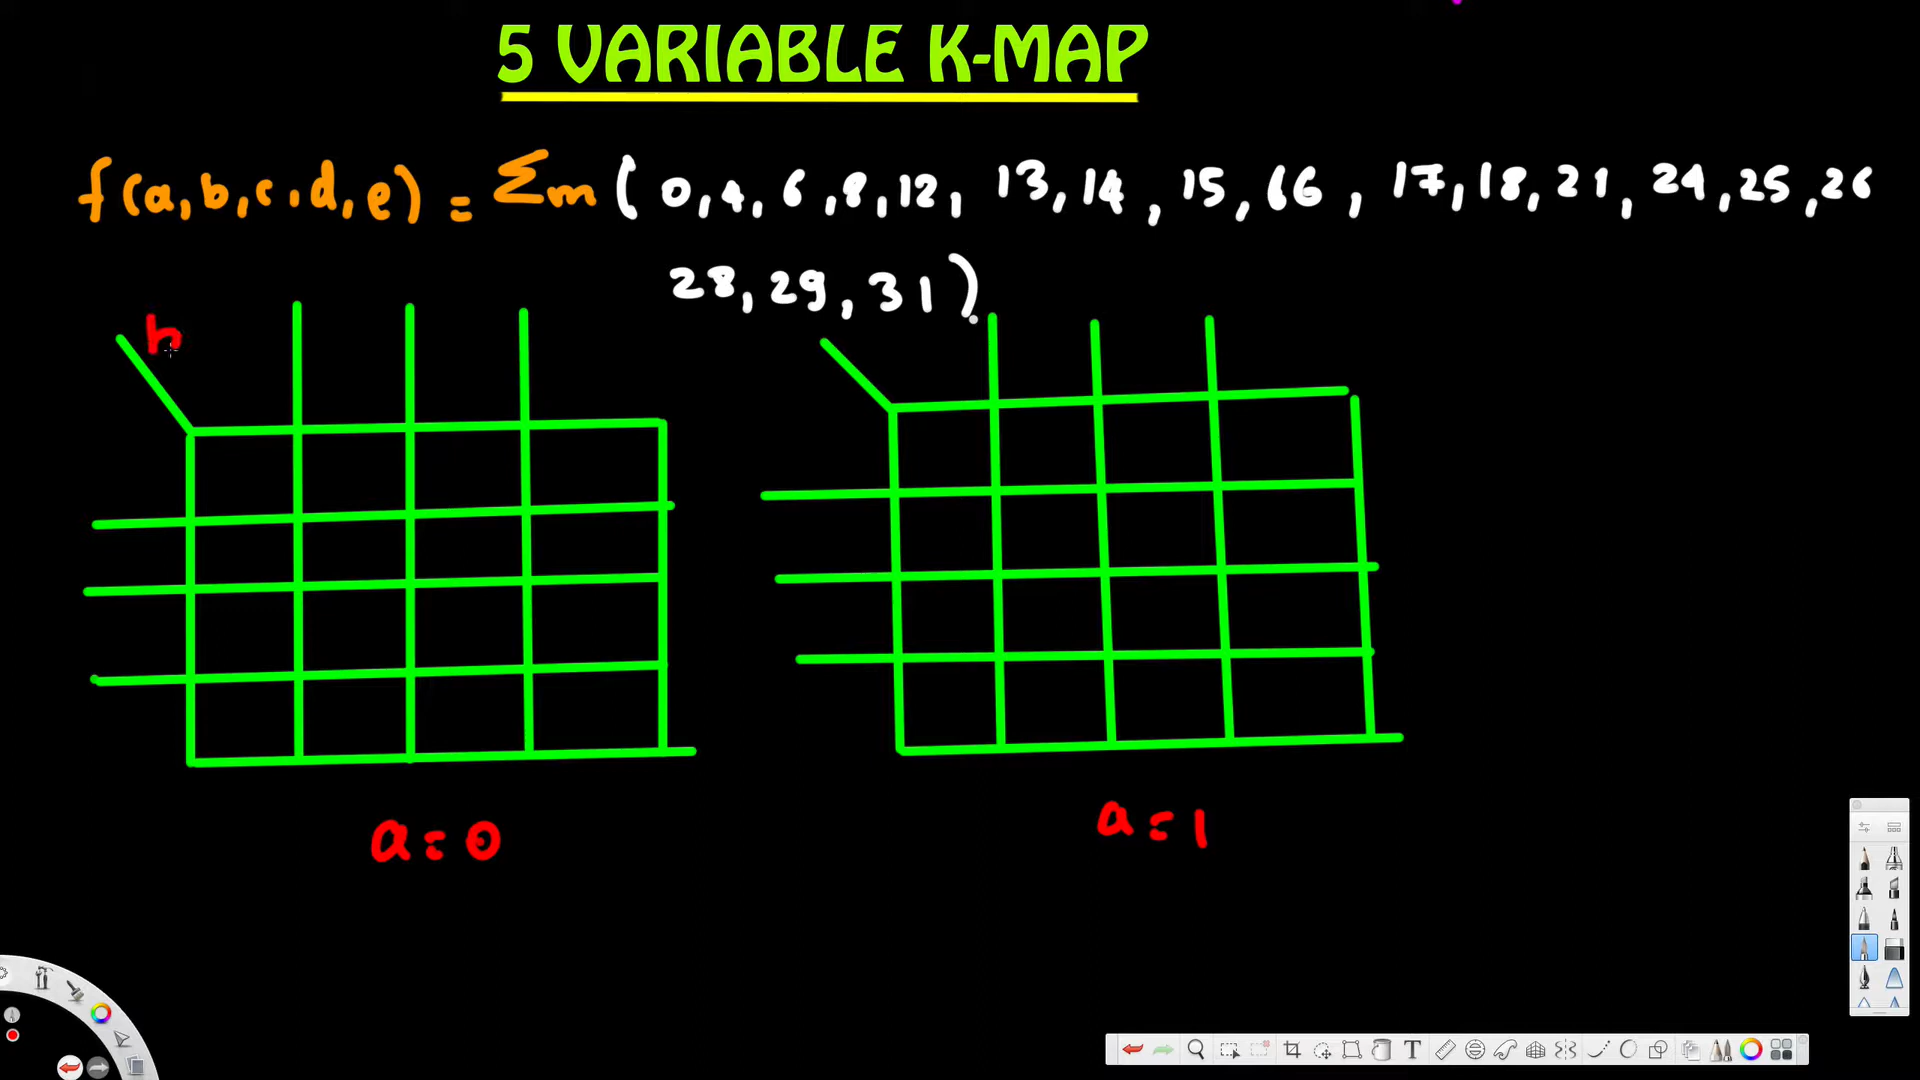 5 VARIABLE K-MAP
f(a,b,c,d,e) = Σm ( 0,4,6,8,12, 13,14, 15,66, 17,18,21, 24,25,26
28,29,31)
b
a=0
a=1
T